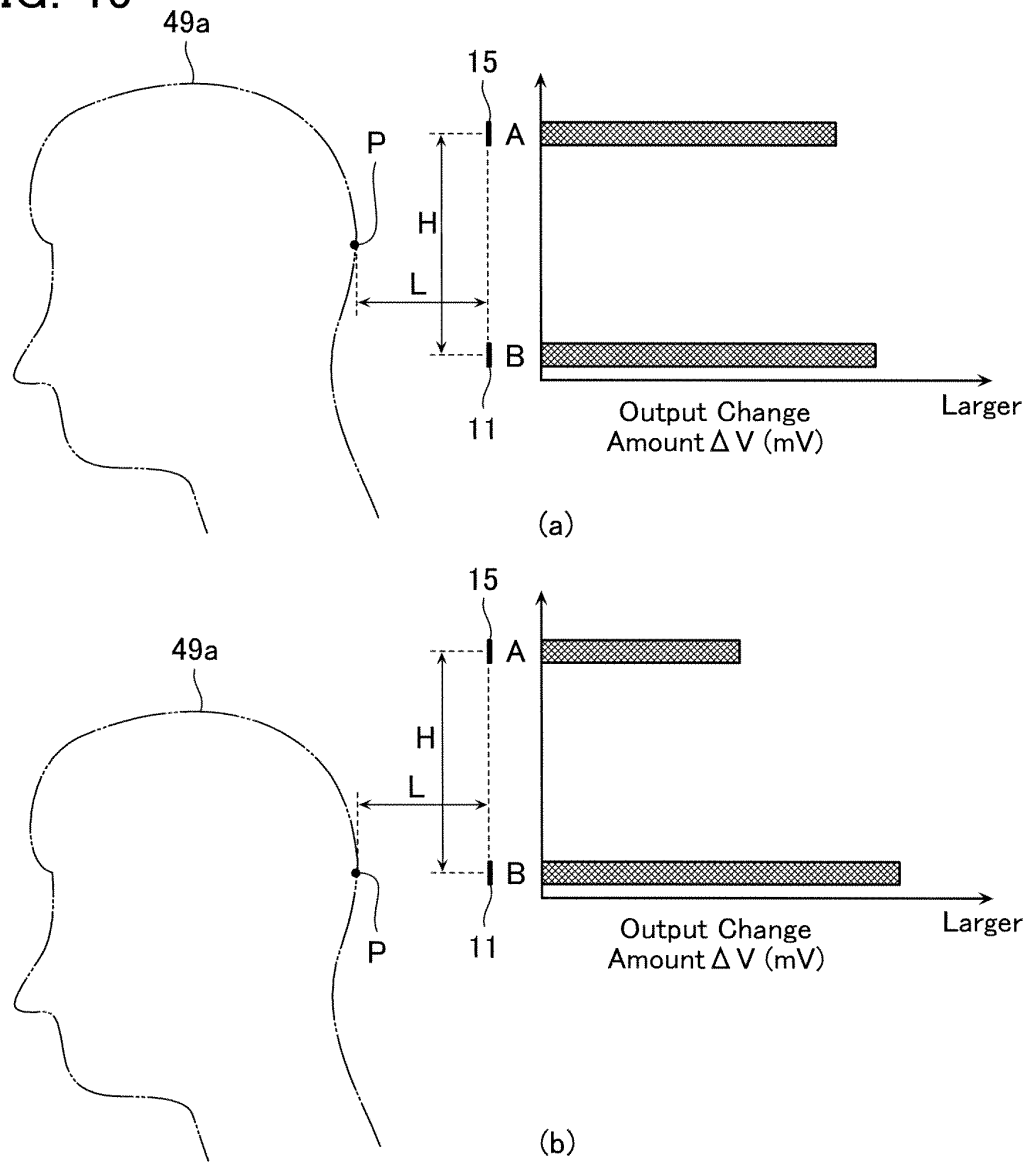 49a
15
P
A
H
L
B
11
Larger
Output Change
Amount ΔV (mV)
(a)
15
49a
A
H
L
B
11
P
Larger
Output Change
Amount ΔV (mV)
(b)